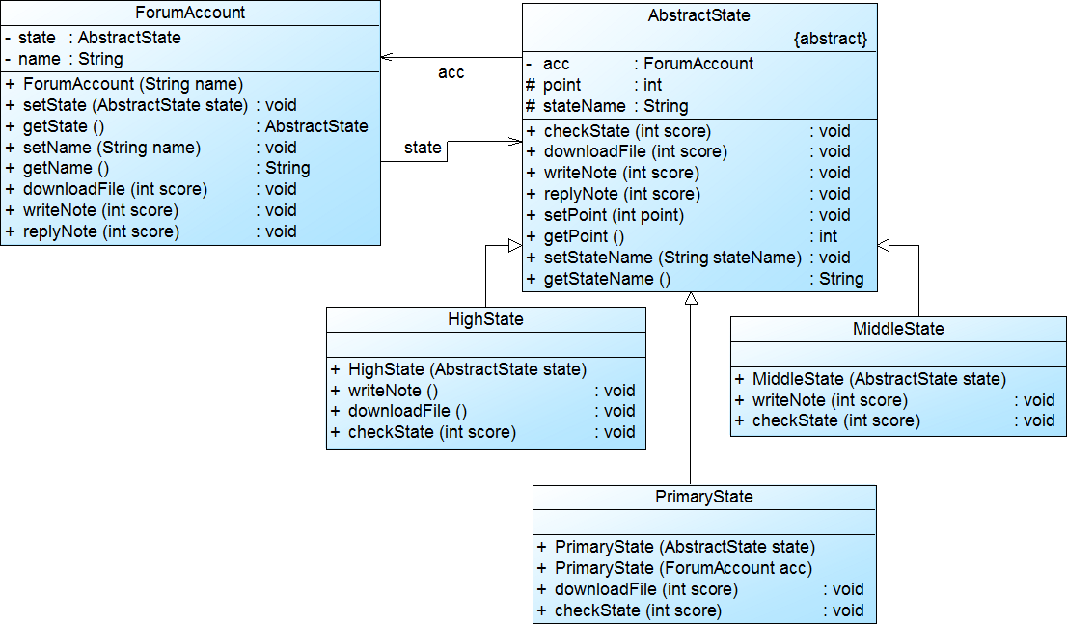 ForumAccount
- state : AbstractState
- name : String
+ ForumAccount (String name)
+ setState (AbstractState state) : void
+ getState () : AbstractState
+ setName (String name) : void
+ getName () : String
+ downloadFile (int score) : void
+ writeNote (int score) : void
+ replyNote (int score) : void
acc
state
AbstractState
{abstract}
- acc : ForumAccount
# point : int
# stateName : String
+ checkState (int score) : void
+ downloadFile (int score) : void
+ writeNote (int score) : void
+ replyNote (int score) : void
+ setPoint (int point) : void
+ getPoint () : int
+ setStateName (String stateName) : void
+ getStateName () : String
HighState
+ HighState (AbstractState state)
+ writeNote () : void
+ downloadFile () : void
+ checkState (int score) : void
MiddleState
+ MiddleState (AbstractState state)
+ writeNote (int score) : void
+ checkState (int score) : void
PrimaryState
+ PrimaryState (AbstractState state)
+ PrimaryState (ForumAccount acc)
+ downloadFile (int score) : void
+ checkState (int score) : void